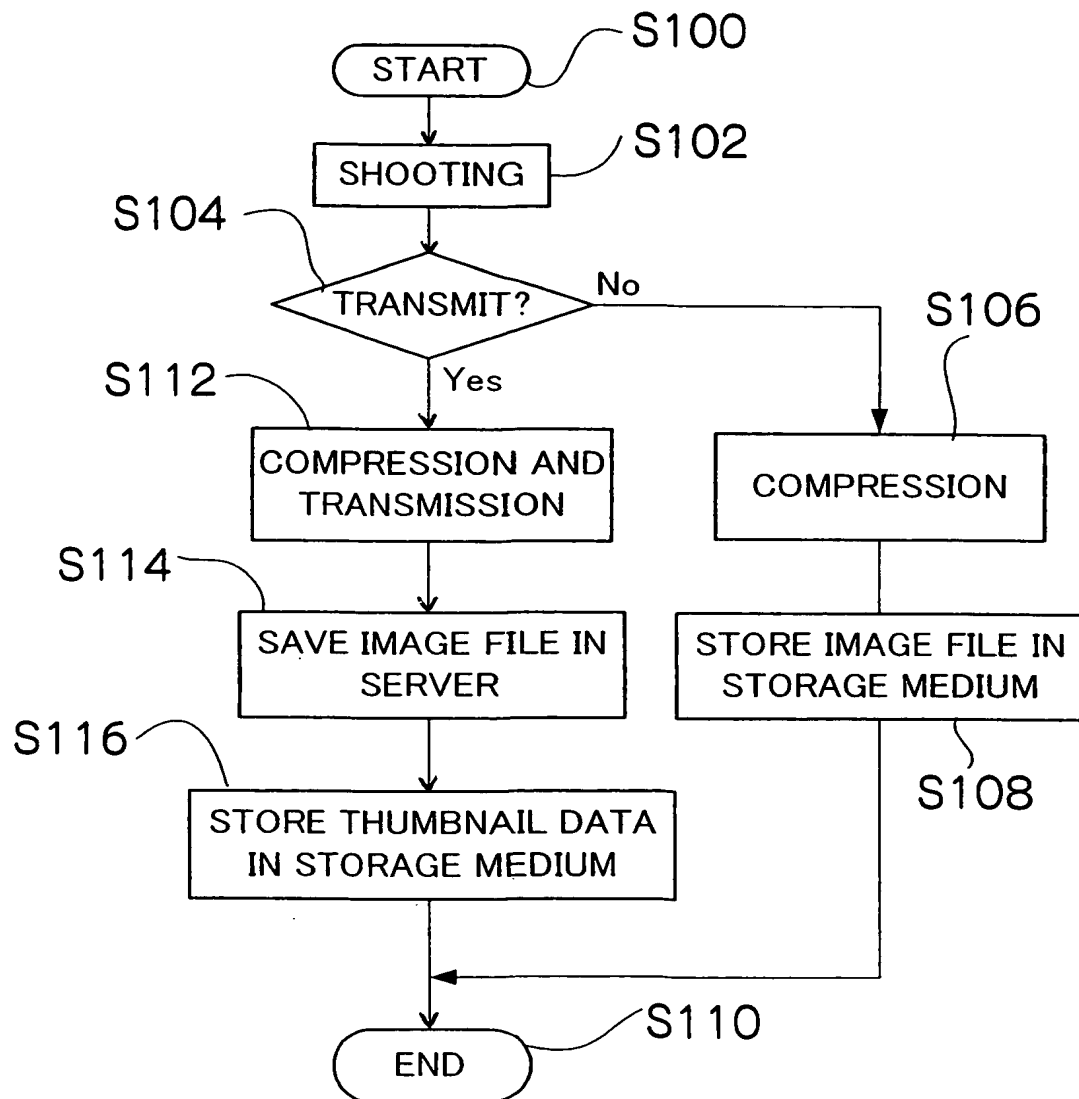 S100
START
S102
SHOOTING
S104
TRANSMIT?
No
Yes
S106
S112
COMPRESSION AND
TRANSMISSION
COMPRESSION
S114
SAVE IMAGE FILE IN
SERVER
STORE IMAGE FILE IN
STORAGE MEDIUM
S116
S108
STORE THUMBNAIL DATA
IN STORAGE MEDIUM
S110
END